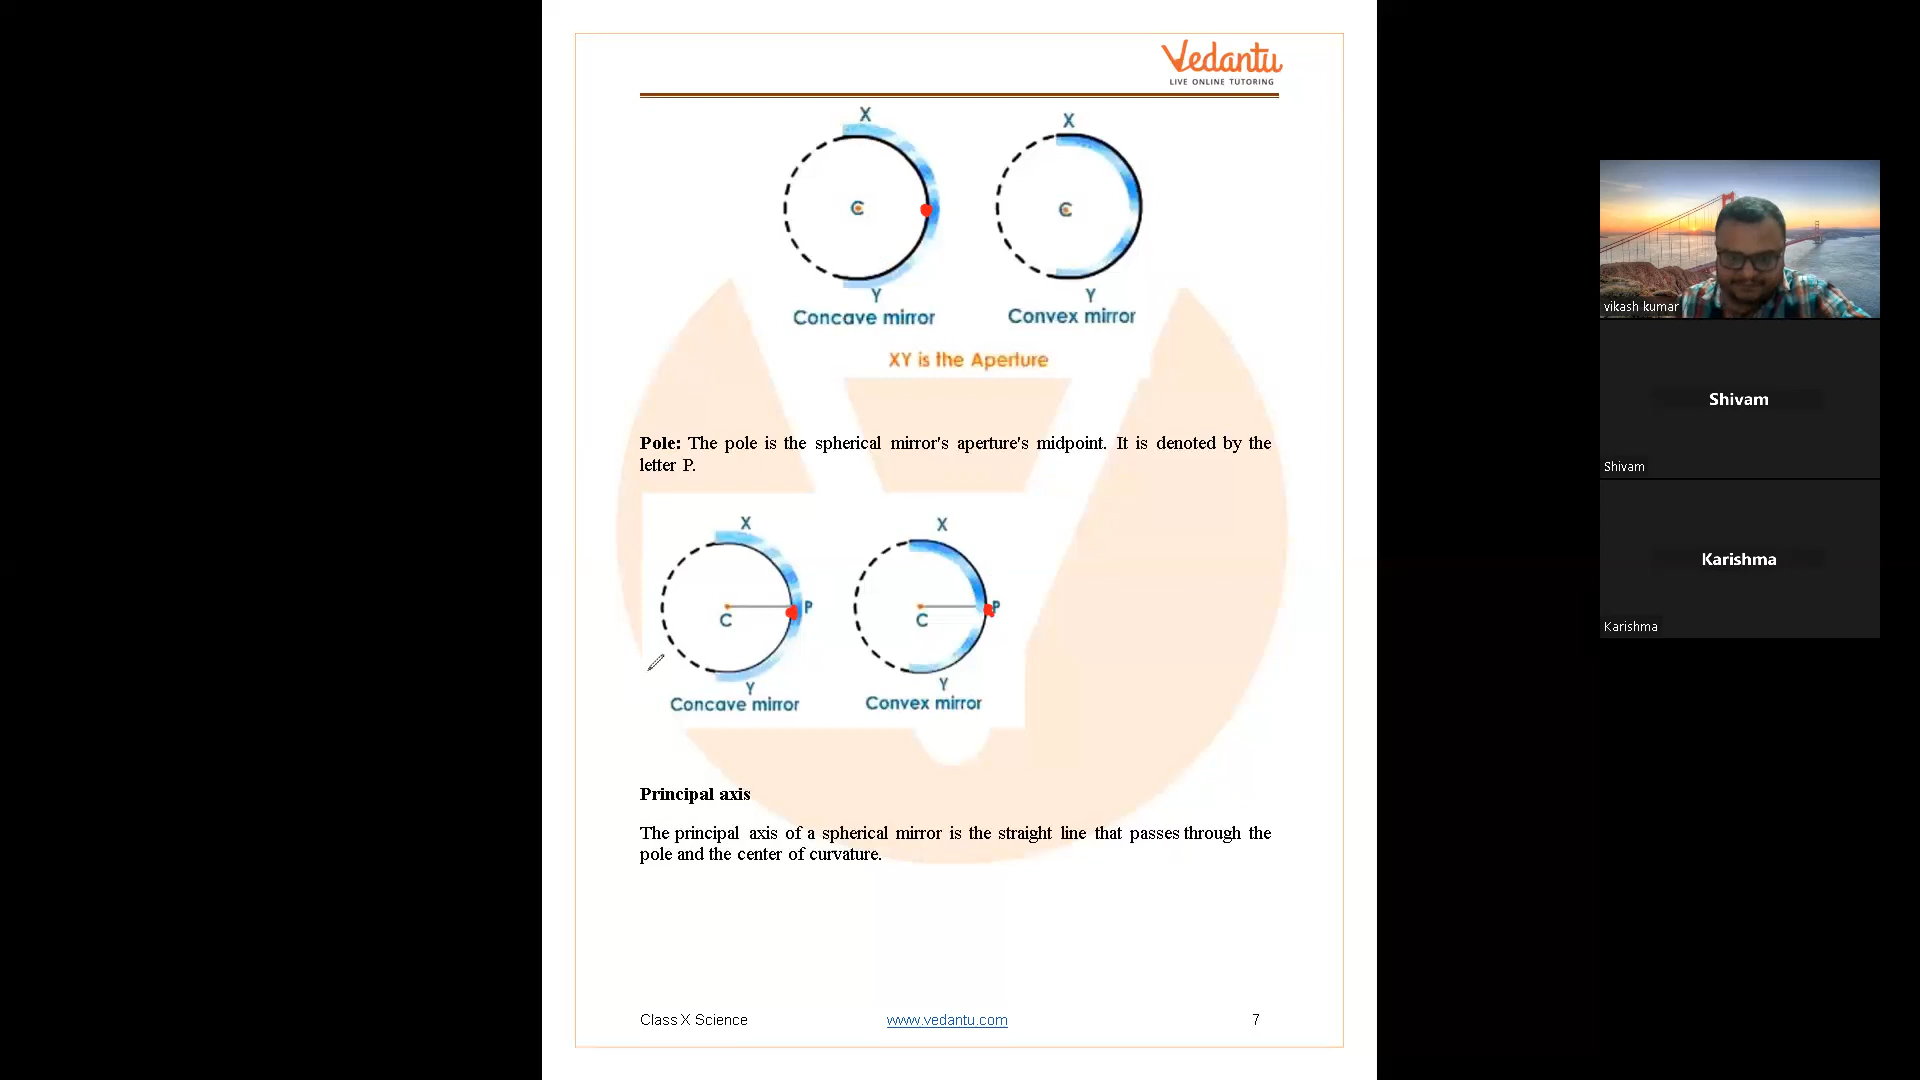 Vedantu
LIVE ONLINE TUTORING
X X
C C
Y Y
Concave mirror Convex mirror
XY is the Aperture
Pole: The pole is the spherical mirror's aperture's midpoint. It is denoted by the
letter P.
X X
P P
C C
Y Y
Concave mirror Convex mirror
Principal axis
The principal axis of a spherical mirror is the straight line that passes through the
pole and the center of curvature.
Class X Science www.vedantu.com 7
vikash kumar
Shivam
Shivam
Karishma
Karishma